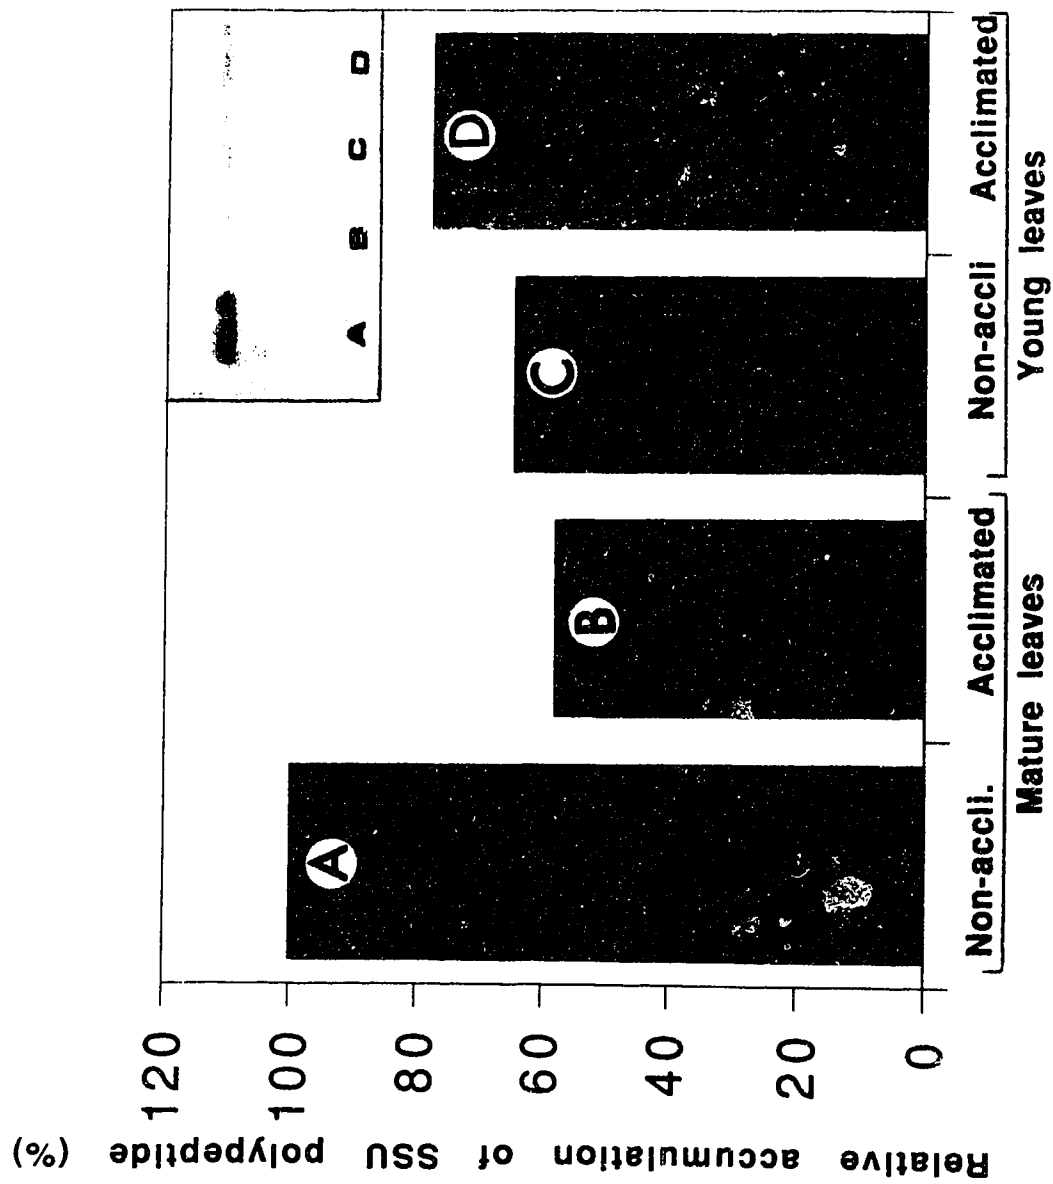 Relative accumulation of SSU polypeptide (%)
120
100
80
60
40
20
0
A
B
C
D
A
B
C
D
Non-accli.
Acclimated
Non-accli
Acclimated
Mature leaves
Young leaves